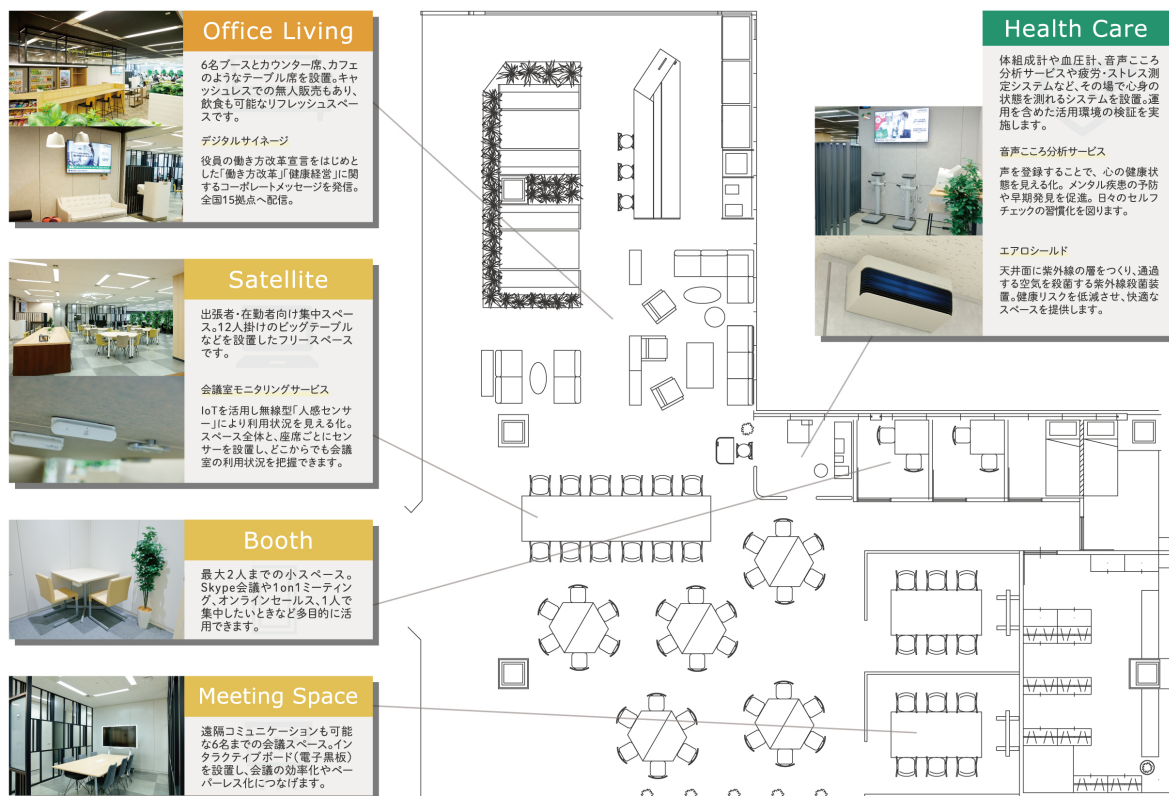 Office Living
6名ブースとカウンター席、カフェ
のようなテーブル席を設置。キャ
ッシュレスでの無人販売もあり、
飲食も可能なリフレッシュスペー
スです。
デジタルサイネージ
役員の働き方改革宣言をはじめと
した「働き方改革」「健康経営」に関
するコーポレートメッセージを発信。
全国15拠点へ配信。
Satellite
出張者・在勤者向け集中スペー
ス。12人掛けのビッグテーブル
などを設置したフリースペース
です。
会議室モニタリングサービス
IoTを活用し無線型「人感センサ
ー」により利用状況を見える化。
スペース全体と、座席ごとにセン
サーを設置し、どこからでも会議
室の利用状況を把握できます。
Booth
最大2人までの小スペース。
Skype会議や1on1ミーティン
グ、オンラインセールス、1人で
集中したいときなど多目的に活
用できます。
Meeting Space
遠隔コミュニケーションも可能
な6名までの会議スペース。イン
タラクティブボード(電子黒板)
を設置し、会議の効率化やペー
パーレス化につなげます。
Health Care
体組成計や血圧計、音声こころ
分析サービスや疲労・ストレス測
定システムなど、その場で心身の
状態を測れるシステムを設置。運
用を含めた活用環境の検証を実
施します。
音声こころ分析サービス
声を登録することで、心の健康状
態を見える化。メンタル疾患の予防
や早期発見を促進。日々のセルフ
チェックの習慣化を図ります。
エアロシールド
天井面に紫外線の層をつくり、通過
する空気を殺菌する紫外線殺菌装
置。健康リスクを低減させ、快適な
スペースを提供します。